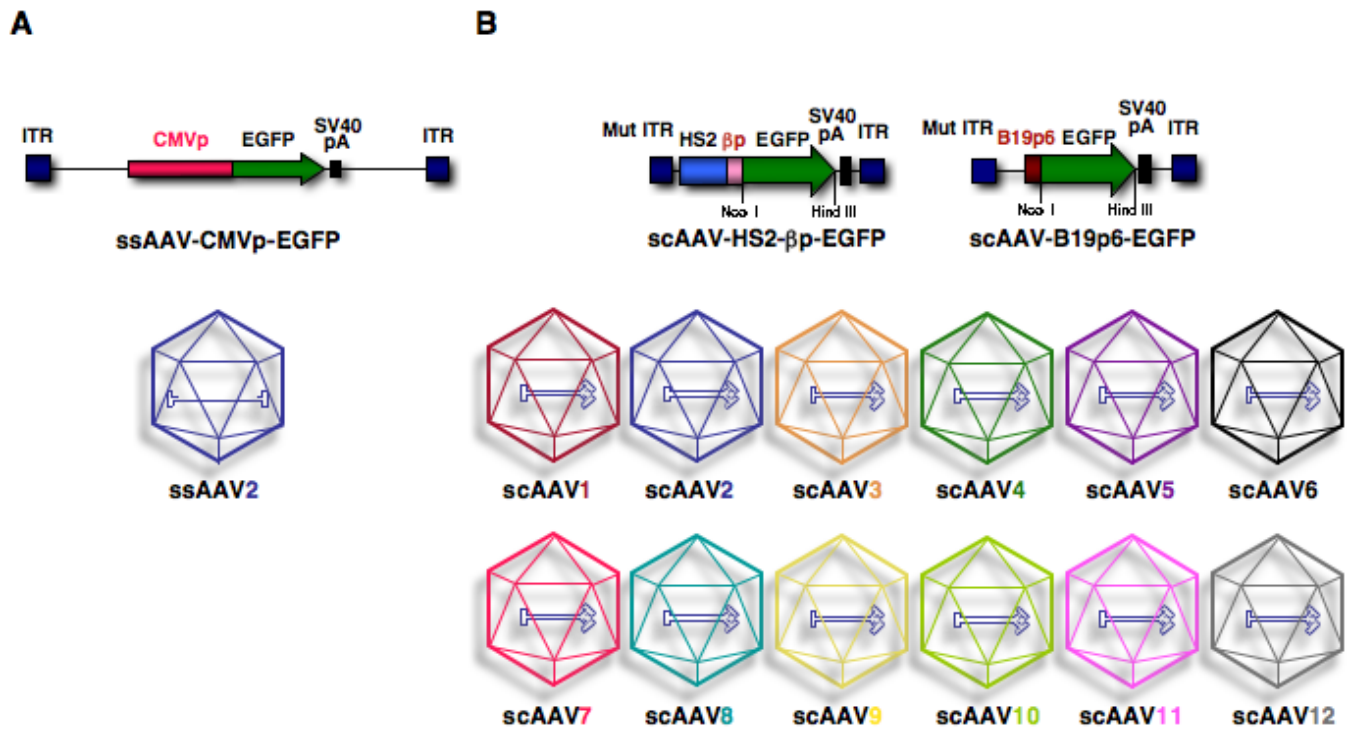 A
B
ITR
CMVp
EGFP
SV40
pA
ITR
ssAAV-CMVp-EGFP
Mut ITR
HS2
βp
EGFP
SV40
pA
ITR
Nco I
Hind III
scAAV-HS2-βp-EGFP
Mut ITR
B19p6
EGFP
SV40
pA
ITR
Nco I
Hind III
scAAV-B19p6-EGFP
ssAAV2
scAAV1
scAAV2
scAAV3
scAAV4
scAAV5
scAAV6
scAAV7
scAAV8
scAAV9
scAAV10
scAAV11
scAAV12